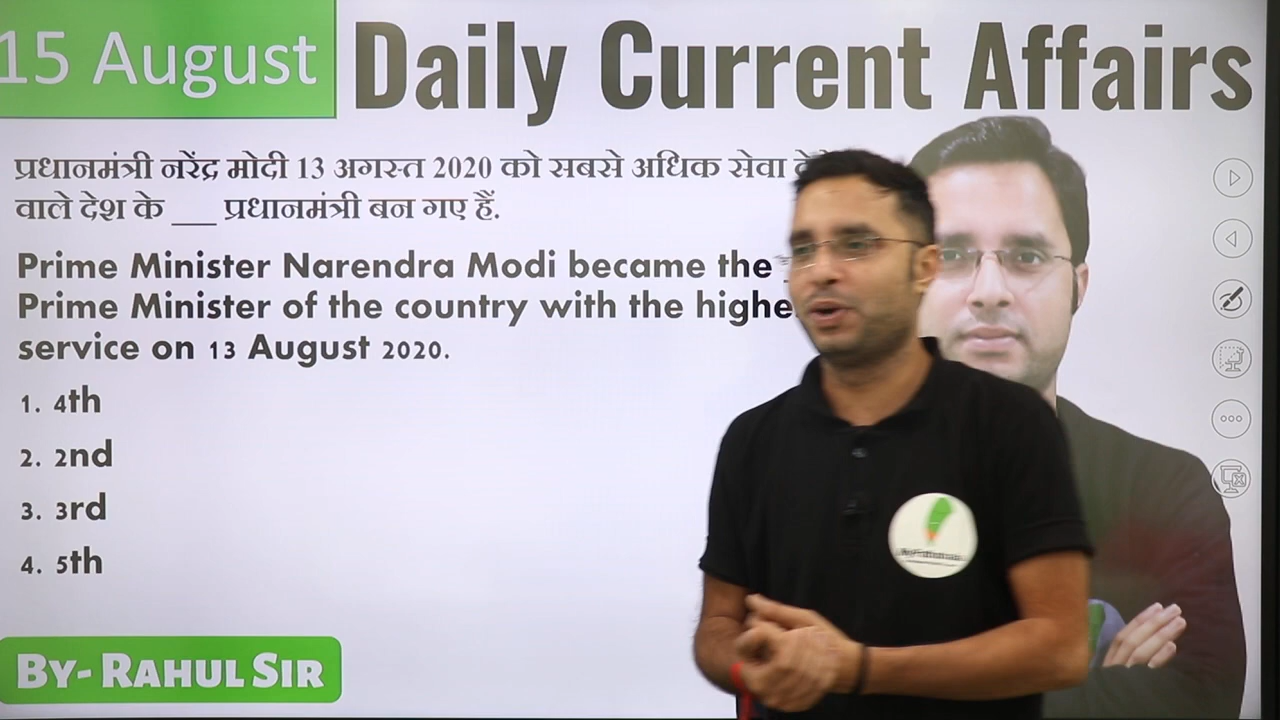 15 August
Daily Current Affairs
प्रधानमंत्री नरेंद्र मोदी 13 अगस्त 2020 को सबसे अधिक सेवा
वाले देश के ___ प्रधानमंत्री बन गए हैं.
Prime Minister Narendra Modi became the
Prime Minister of the country with the
service on 13 August 2020.
1. 4th
2. 2nd
3. 3rd
4. 5th
By- Rahul Sir